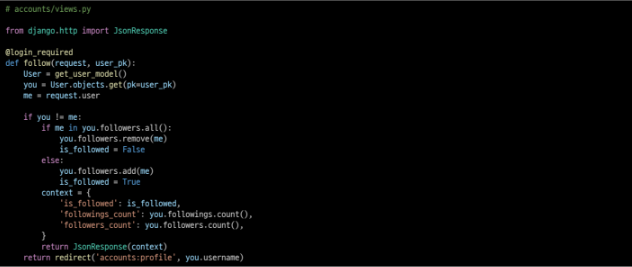 # accounts/views.py
from django.http import JsonResponse
@login_required
def follow(request, user_pk):
    User = get_user_model()
    you = User.objects.get(pk=user_pk)
    me = request.user
    if you != me:
        if me in you.followers.all():
            you.followers.remove(me)
            is_followed = False
        else:
            you.followers.add(me)
            is_followed = True
        context = {
            'is_followed': is_followed,
            'followings_count': you.followings.count(),
            'followers_count': you.followers.count(),
        }
        return JsonResponse(context)
    return redirect('accounts:profile', you.username)